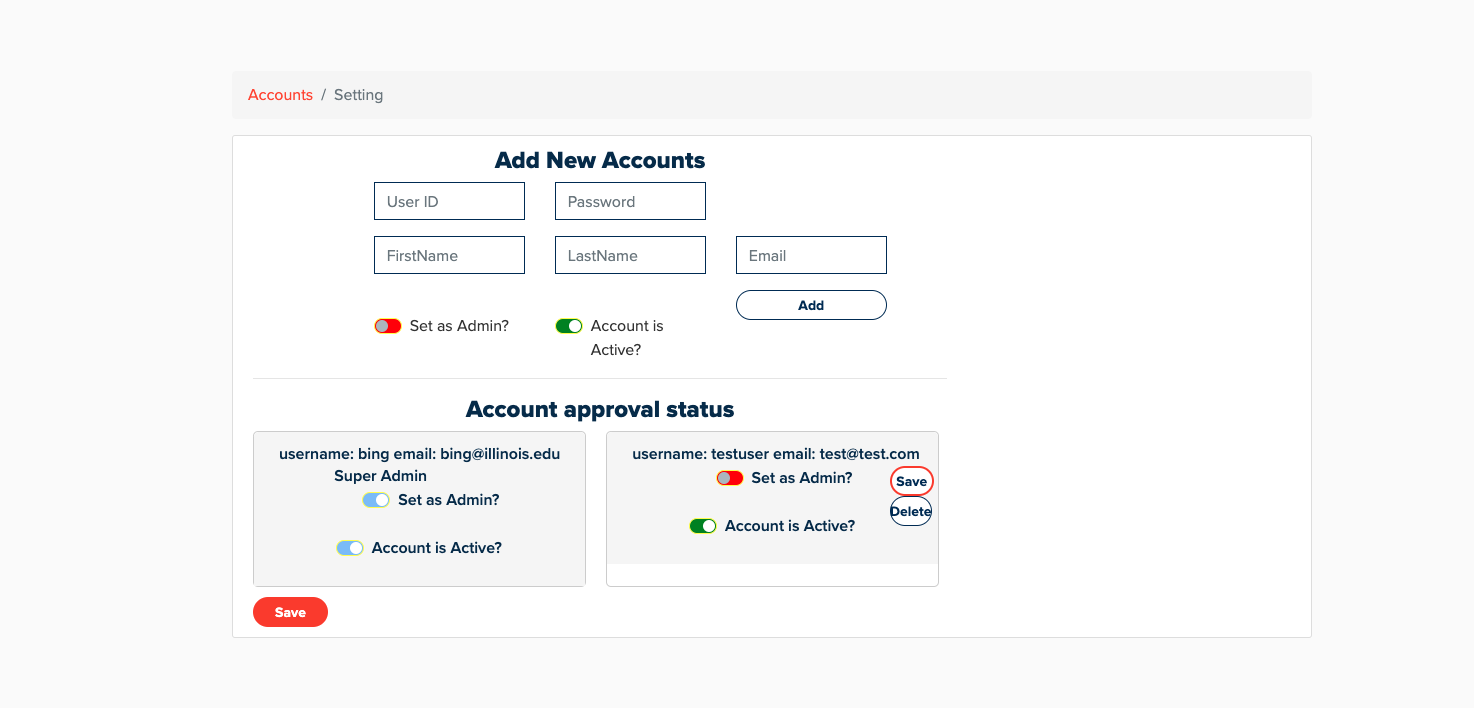 Accounts / Setting
Add New Accounts
User ID
Password
FirstName
LastName
Email
Add
Set as Admin?
Account is
Active?
Account approval status
username: bing email: bing@illinois.edu
Super Admin
Set as Admin?
Account is Active?
username: testuser email: test@test.com
Set as Admin?
Save
Delete
Account is Active?
Save